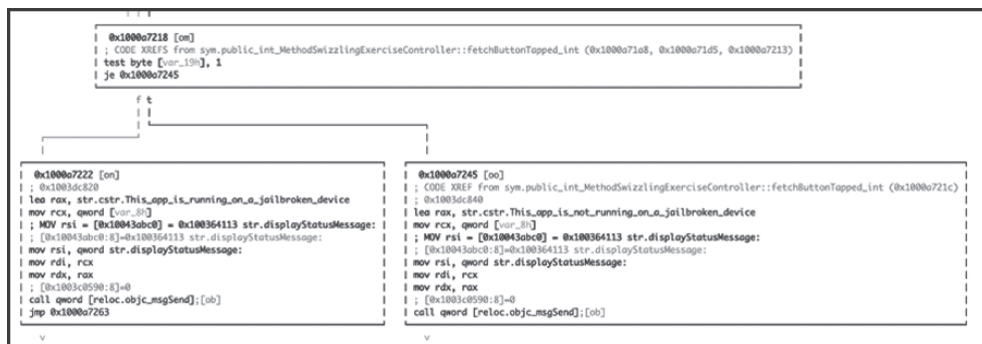 0x1000a7218 [om]
; CODE XREFS from sym.public_int_MethodSwizzlingExerciseController::fetchButtonTapped_int (0x1000a71a8, 0x1000a71d5, 0x1000a7213)
test byte [var_19h], 1
je 0x1000a7245
f t
0x1000a7222 [on]
; 0x1003dc820
lea rax, str.cstr.This_app_is_running_on_a_jailbroken_device
mov rcx, qword [var_8h]
; MOV rsi = [0x10043abc0] = 0x100364113 str.displayStatusMessage:
; [0x10043abc0:8]=0x100364113 str.displayStatusMessage:
mov rsi, qword str.displayStatusMessage:
mov rdi, rcx
mov rdx, rax
; [0x1003c0590:8]=0
call qword [reloc.objc_msgSend];[ob]
jmp 0x1000a7263
v
0x1000a7245 [oo]
; CODE XREF from sym.public_int_MethodSwizzlingExerciseController::fetchButtonTapped_int (0x1000a721c)
; 0x1003dc840
lea rax, str.cstr.This_app_is_not_running_on_a_jailbroken_device
mov rcx, qword [var_8h]
; MOV rsi = [0x10043abc0] = 0x100364113 str.displayStatusMessage:
; [0x10043abc0:8]=0x100364113 str.displayStatusMessage:
mov rsi, qword str.displayStatusMessage:
mov rdi, rcx
mov rdx, rax
; [0x1003c0590:8]=0
call qword [reloc.objc_msgSend];[ob]
v